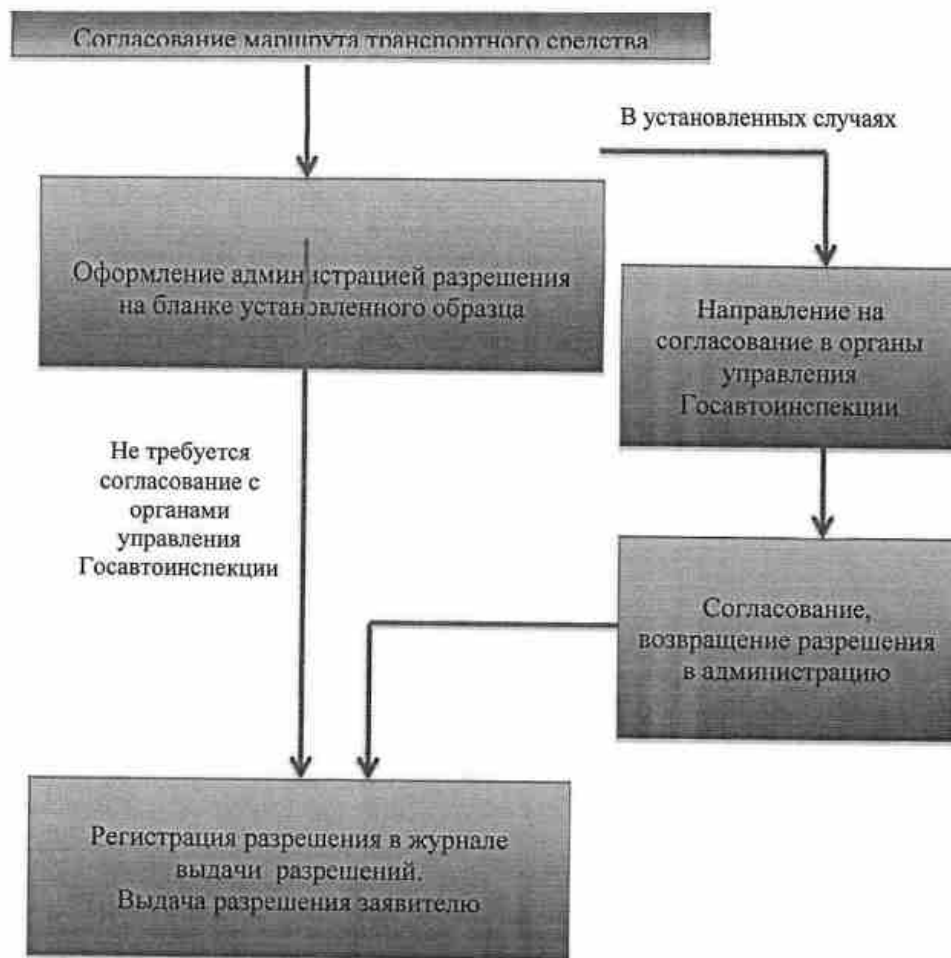 Согласование маршрута транспортного средства
В установленных случаях
Оформление администрацией разрешения
на бланке установленного образца
Направление на
согласование в органы
управления
Госавтоинспекции
Не требуется
согласование с
органами
управления
Госавтоинспекции
Согласование,
возвращение разрешения
в администрацию
Регистрация разрешения в журнале
выдачи разрешений.
Выдача разрешения заявителю